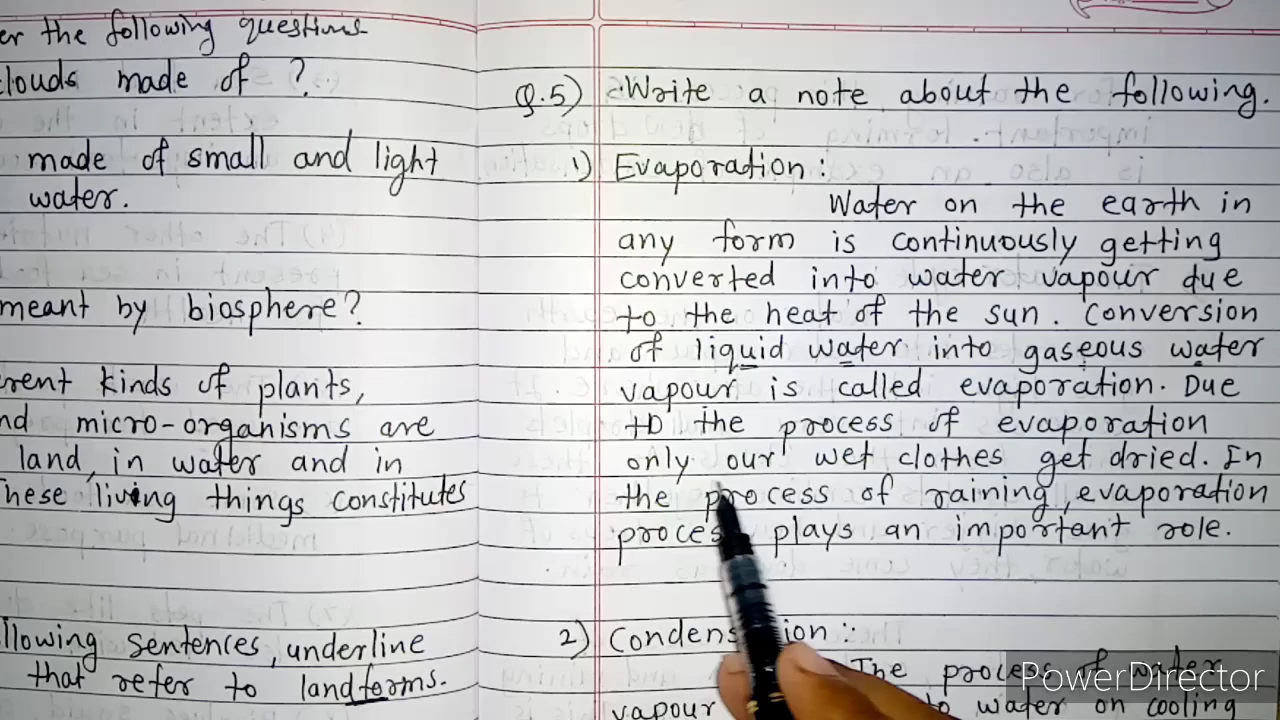 er the following questions
clouds made of ?
made of small and light
water.
meant by biosphere?
erent kinds of plants,
nd micro-organisms are
land, in water and in
These living things constitutes
llowing sentences, underline
that refer to landforms.
Q.5) Write a note about the following.
1) Evaporation :
Water on the earth in
any form is continuously getting
converted into water vapour due
to the heat of the sun. Conversion
of liquid water into gaseous water
vapour is called evaporation. Due
to the process of evaporation
only our wet clothes get dried. In
the process of raining, evaporation
proces plays an important role.
2) Condens ion :
The process of water
vapour to water on cooling
PowerDirector